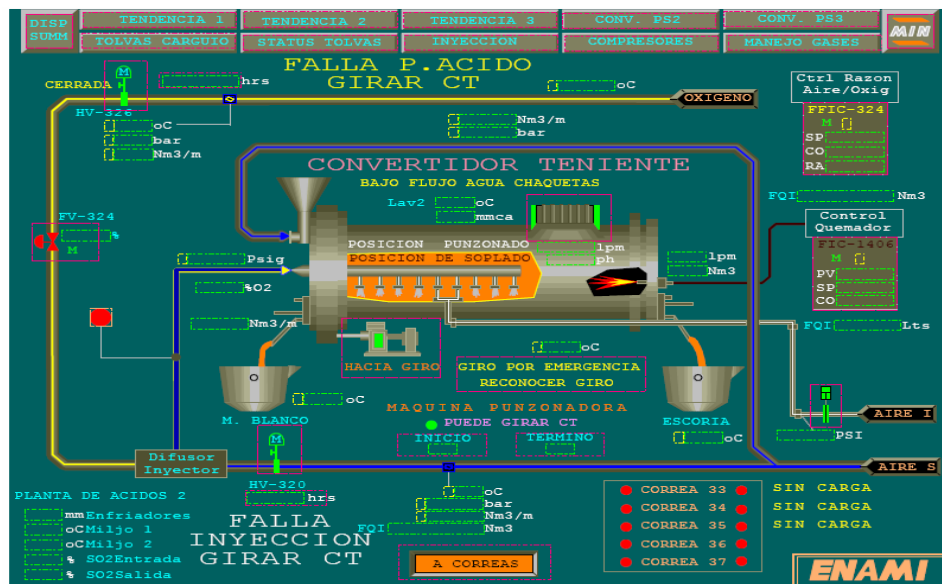 DISP SUMM
TENDENCIA 1 TENDENCIA 2 TENDENCIA 3 CONV. PS2 CONV. PS3
TOLVAS CARGUIO STATUS TOLVAS INYECCION COMPRESORES MANEJO GASES
MIN
FALLA P.ACIDO
GIRAR CT
CERRADA
M
hrs
oC
OXIGENO
HV-326
oC
bar
Nm3/m
Nm3/m
bar
Ctrl Razon
Aire/Oxig
FFIC-324
M
SP
CO
RA
CONVERTIDOR TENIENTE
BAJO FLUJO AGUA CHAQUETAS
Lav2 oC
mmca
FQI Nm3
Control
Quemador
FIC-1406
M
PV
SP
CO
FQI Lts
FV-324
%
M
POSICION PUNZONADO
POSICION DE SOPLADO
lpm
ph
lpm
Nm3
Psig
%O2
Nm3/m
HACIA GIRO
oC
GIRO POR EMERGENCIA
RECONOCER GIRO
M. BLANCO
oC
ESCORIA
oC
AIRE I
PSI
MAQUINA PUNZONADORA
PUEDE GIRAR CT
INICIO TERMINO
M
Difusor
Inyector
HV-320
hrs
AIRE S
PLANTA DE ACIDOS 2
mm Enfriadores
oC Miljo 1
oC Miljo 2
% SO2Entrada
% SO2Salida
FALLA
INYECCION
GIRAR CT
oC
bar
Nm3/m
FQI Nm3
A CORREAS
CORREA 33 SIN CARGA
CORREA 34 SIN CARGA
CORREA 35 SIN CARGA
CORREA 36
CORREA 37
ENAMI